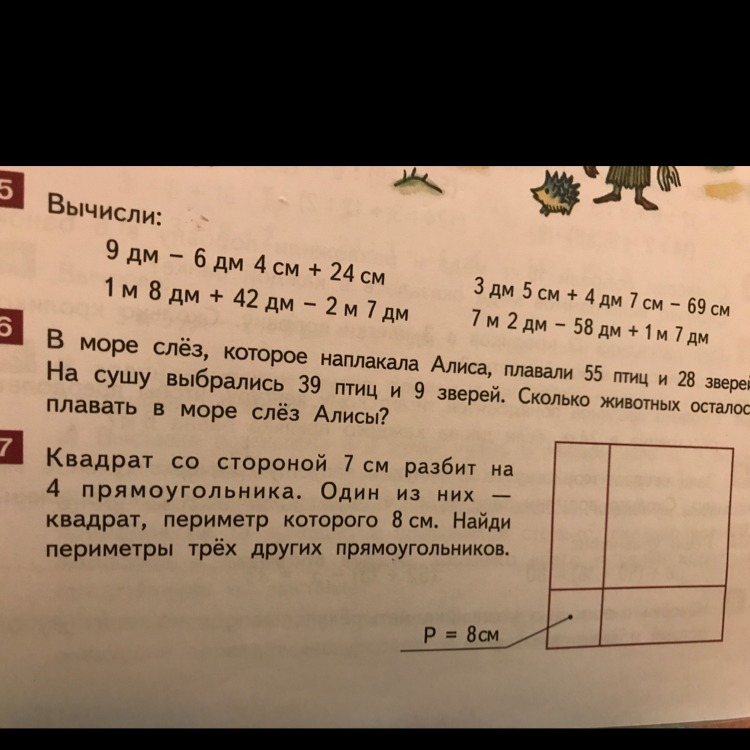 5
Вычисли:
9 дм − 6 дм 4 см + 24 см
1 м 8 дм + 42 дм − 2 м 7 дм
3 дм 5 см + 4 дм 7 см − 69 см
7 м 2 дм − 58 дм + 1 м 7 дм
6
В море слёз, которое наплакала Алиса, плавали 55 птиц и 28 зверей
На сушу выбрались 39 птиц и 9 зверей. Сколько животных осталос
плавать в море слёз Алисы?
7
Квадрат со стороной 7 см разбит на
4 прямоугольника. Один из них —
квадрат, периметр которого 8 см. Найди
периметры трёх других прямоугольников.
P = 8 см